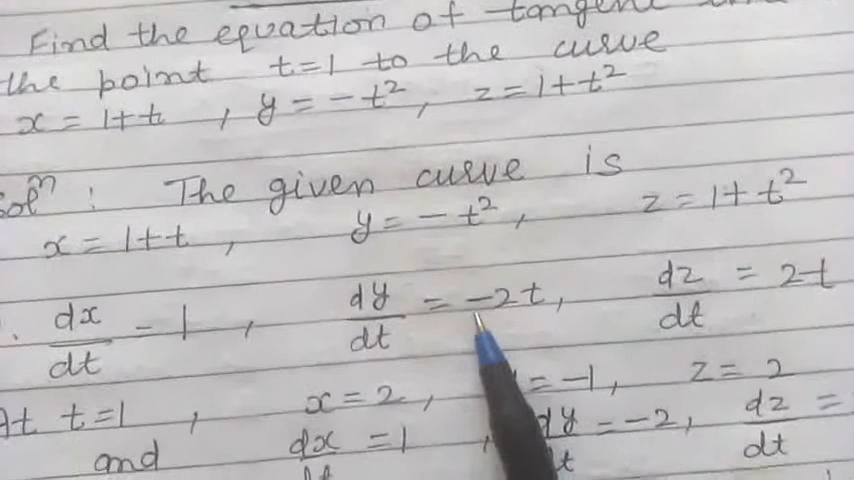 Find the equation of tangent
the point t=1 to the curve
x = 1+t , y = -t², z = 1+t²
Solⁿ : The given curve is
x = 1+t , y = -t², z = 1+t²
dx/dt = 1 , dy/dt = -2t, dz/dt = 2t
At t=1 , x = 2, = -1, z = 2
and dx/dt = 1 , dy/dt = -2, dz/dt =